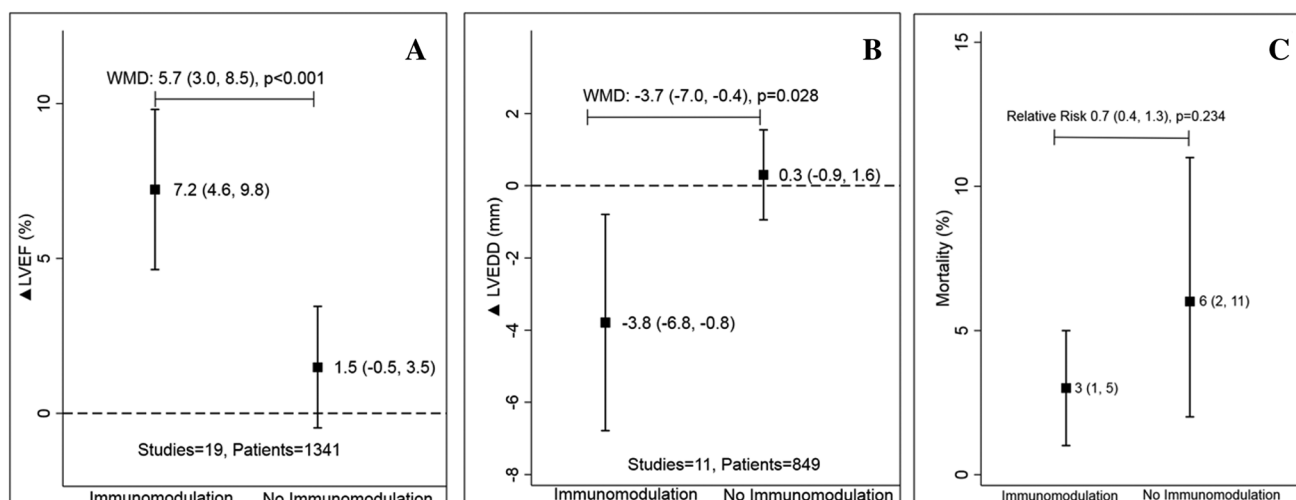 A
WMD: 5.7 (3.0, 8.5), p<0.001
10
7.2 (4.6, 9.8)
▲LVEF (%)
5
1.5 (-0.5, 3.5)
0
Studies=19, Patients=1341
Immunomodulation No Immunomodulation
B
WMD: -3.7 (-7.0, -0.4), p=0.028
2
0.3 (-0.9, 1.6)
0
▲ LVEDD (mm)
-2
-3.8 (-6.8, -0.8)
-4
-6
Studies=11, Patients=849
-8
Immunomodulation No Immunomodulation
C
15
Relative Risk 0.7 (0.4, 1.3), p=0.234
10
Mortality (%)
6 (2, 11)
5
3 (1, 5)
0
Immunomodulation No Immunomodulation